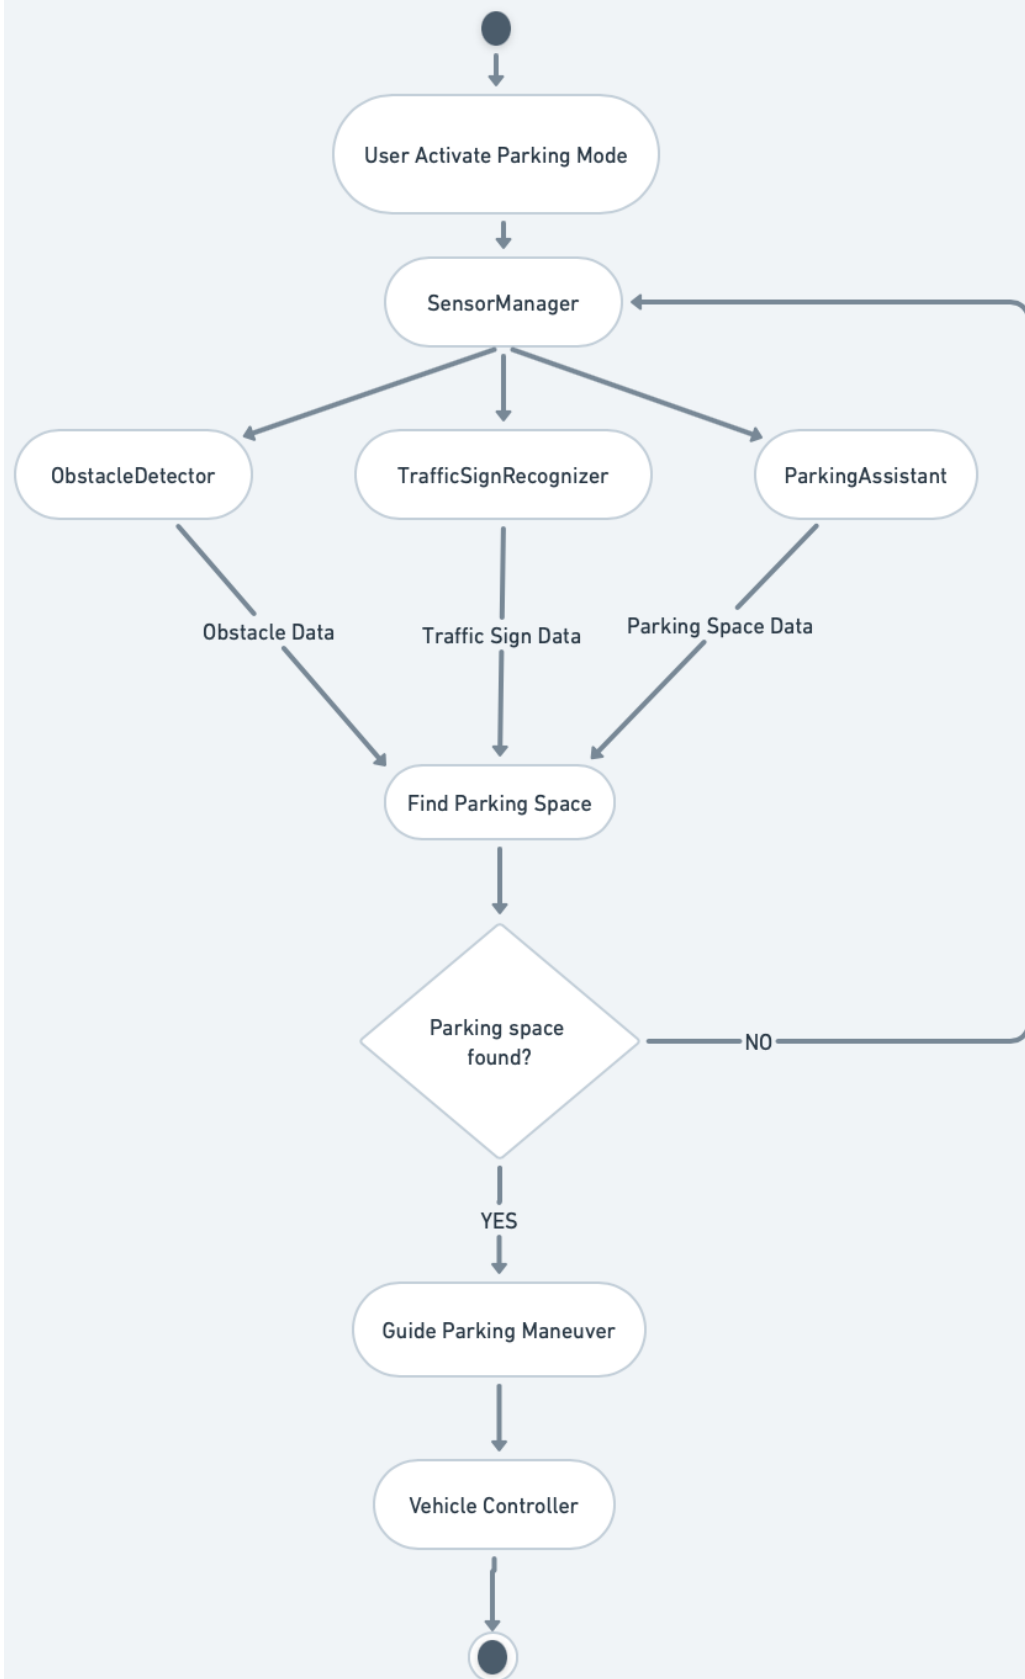 User Activate Parking Mode
SensorManager
ObstacleDetector
TrafficSignRecognizer
ParkingAssistant
Obstacle Data
Traffic Sign Data
Parking Space Data
Find Parking Space
Parking space
found?
NO
YES
Guide Parking Maneuver
Vehicle Controller